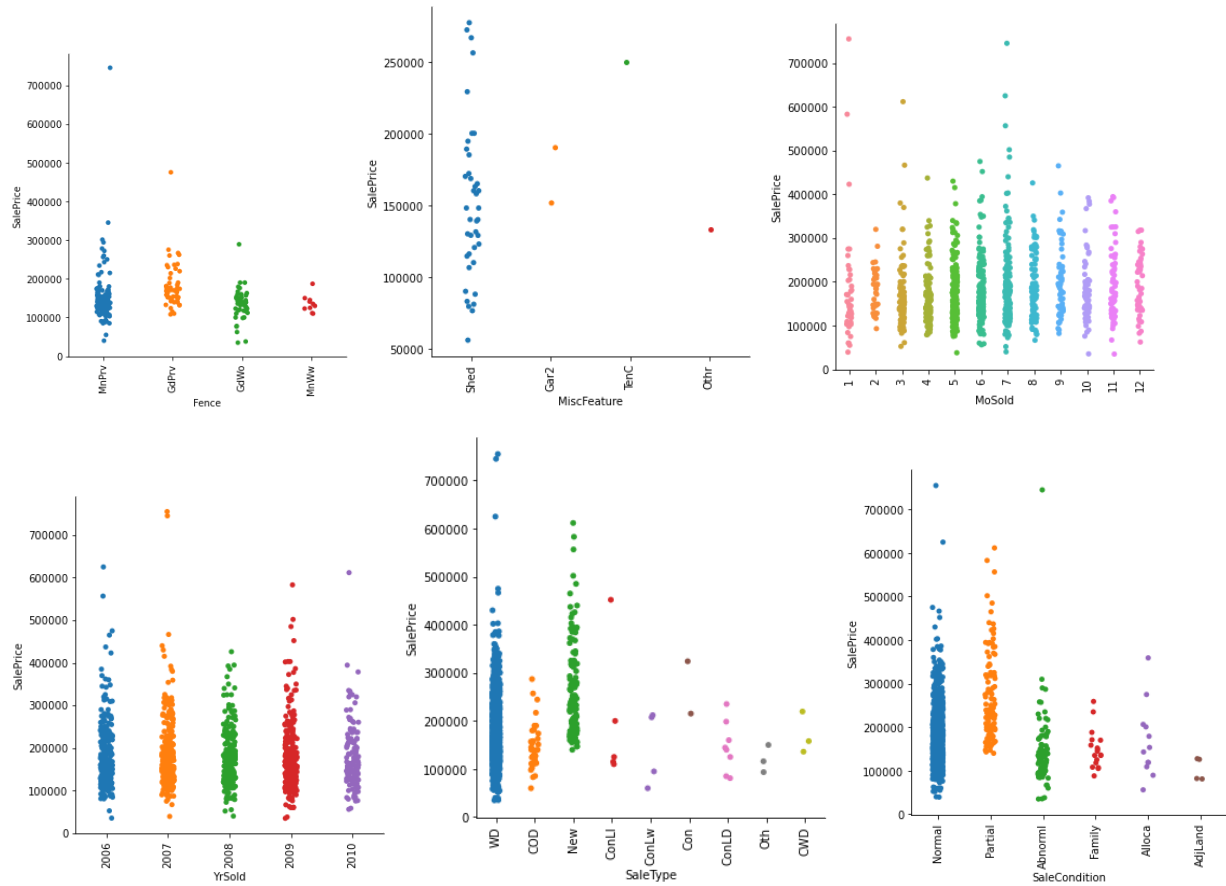 SalePrice
700000
600000
500000
400000
300000
200000
100000
0
MnPrv
GdPrv
GdWo
MnWw
Fence
SalePrice
250000
200000
150000
100000
50000
Shed
Gar2
TenC
Othr
MiscFeature
SalePrice
700000
600000
500000
400000
300000
200000
100000
0
1
2
3
4
5
6
7
8
9
10
11
12
MoSold
SalePrice
700000
600000
500000
400000
300000
200000
100000
0
2006
2007
2008
2009
2010
YrSold
SalePrice
700000
600000
500000
400000
300000
200000
100000
0
WD
COD
New
ConLI
ConLw
Con
ConLD
Oth
CWD
SaleType
SalePrice
700000
600000
500000
400000
300000
200000
100000
0
Normal
Partial
Abnorml
Family
Alloca
AdjLand
SaleCondition